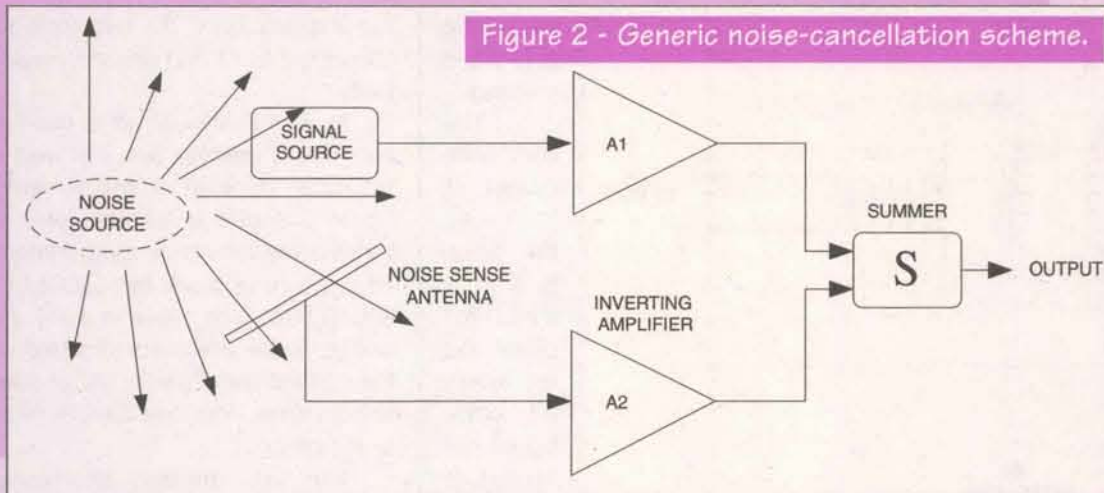 Figure 2 - Generic noise-cancellation scheme.
SIGNAL
SOURCE
A1
NOISE
SOURCE
SUMMER
S
OUTPUT
NOISE SENSE
ANTENNA
INVERTING
AMPLIFIER
A2